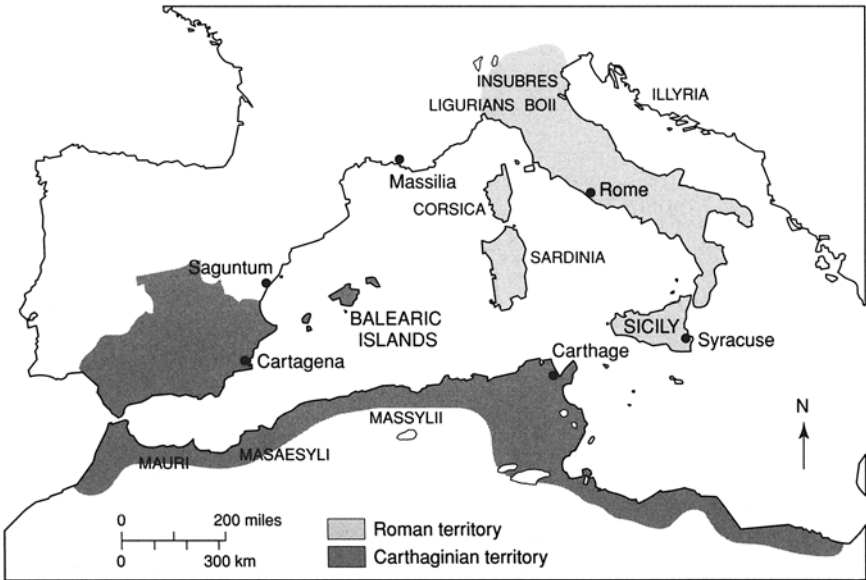 INSUBRES
LIGURIANS BOII
ILLYRIA
Massilia
Rome
CORSICA
SARDINIA
Saguntum
BALEARIC
ISLANDS
SICILY
Syracuse
Cartagena
Carthage
MASSYLII
MASAESYLI
MAURI
N
0 200 miles
0 300 km
Roman territory
Carthaginian territory